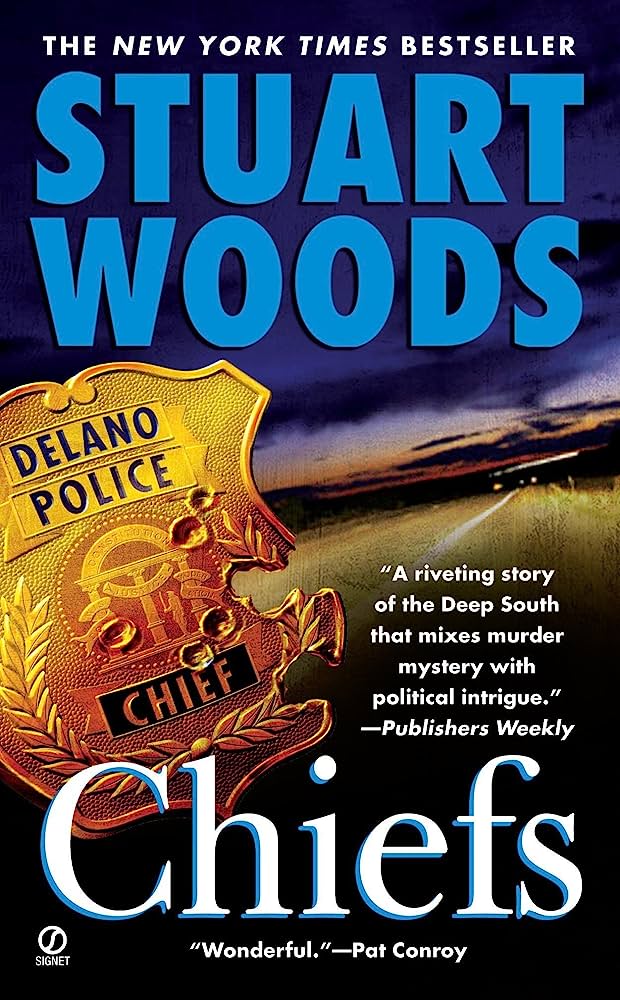 THE NEW YORK TIMES BESTSELLER
STUART
WOODS
DELANO
POLICE
CHIEF
“A riveting story
of the Deep South
that mixes murder
mystery with
political intrigue.”
—Publishers Weekly
Chiefs
“Wonderful.”—Pat Conroy
SIGNET